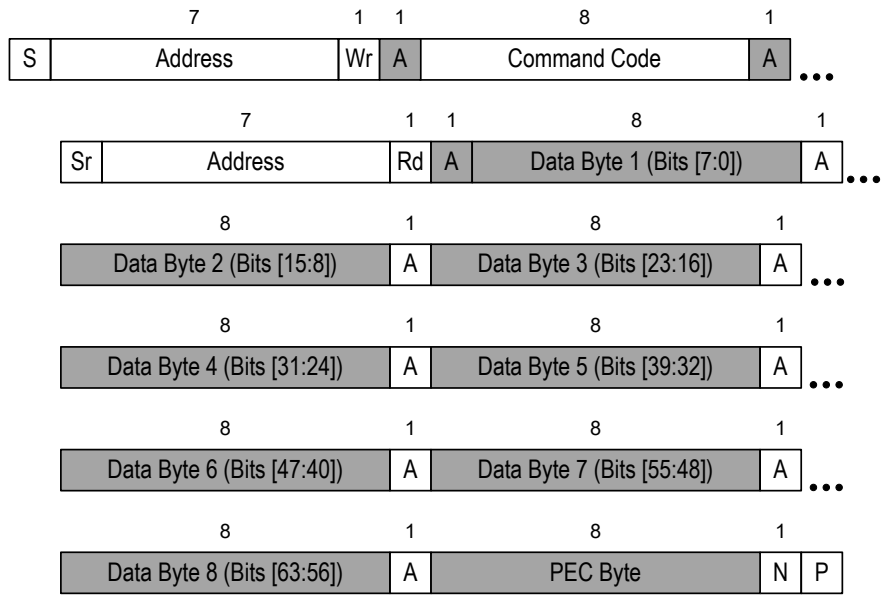 7 1 1 8 1
S Address Wr A Command Code A
7 1 1 8 1
Sr Address Rd A Data Byte 1 (Bits [7:0]) A
8 1 8 1
Data Byte 2 (Bits [15:8]) A Data Byte 3 (Bits [23:16]) A
8 1 8 1
Data Byte 4 (Bits [31:24]) A Data Byte 5 (Bits [39:32]) A
8 1 8 1
Data Byte 6 (Bits [47:40]) A Data Byte 7 (Bits [55:48]) A
8 1 8 1
Data Byte 8 (Bits [63:56]) A PEC Byte N P